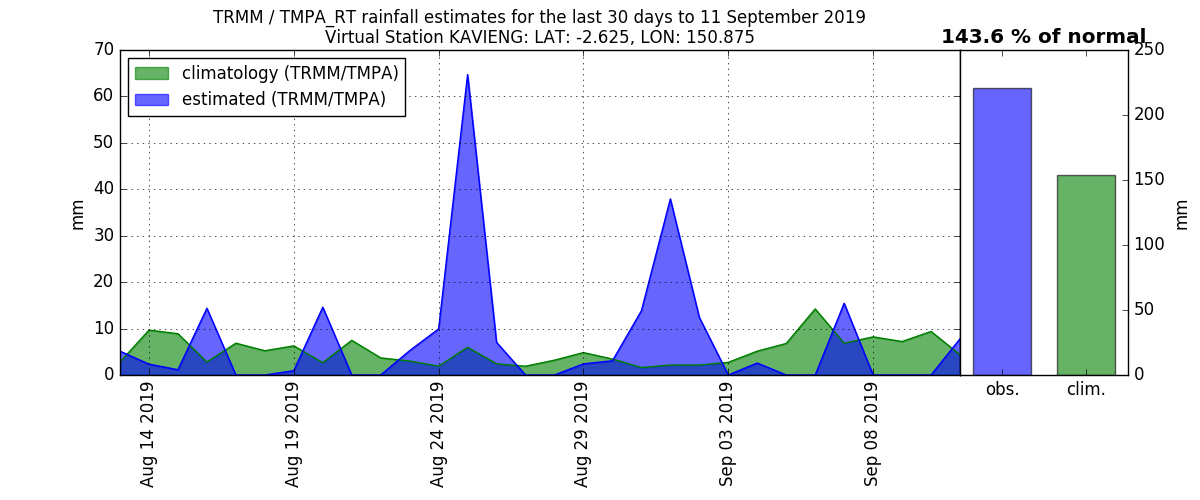 TRMM / TMPA_RT rainfall estimates for the last 30 days to 11 September 2019
Virtual Station KAVIENG: LAT: -2.625, LON: 150.875
143.6 % of normal
climatology (TRMM/TMPA)
estimated (TRMM/TMPA)
70
60
50
40
30
20
10
0
mm
Aug 14 2019
Aug 19 2019
Aug 24 2019
Aug 29 2019
Sep 03 2019
Sep 08 2019
250
200
150
100
50
0
mm
obs.
clim.